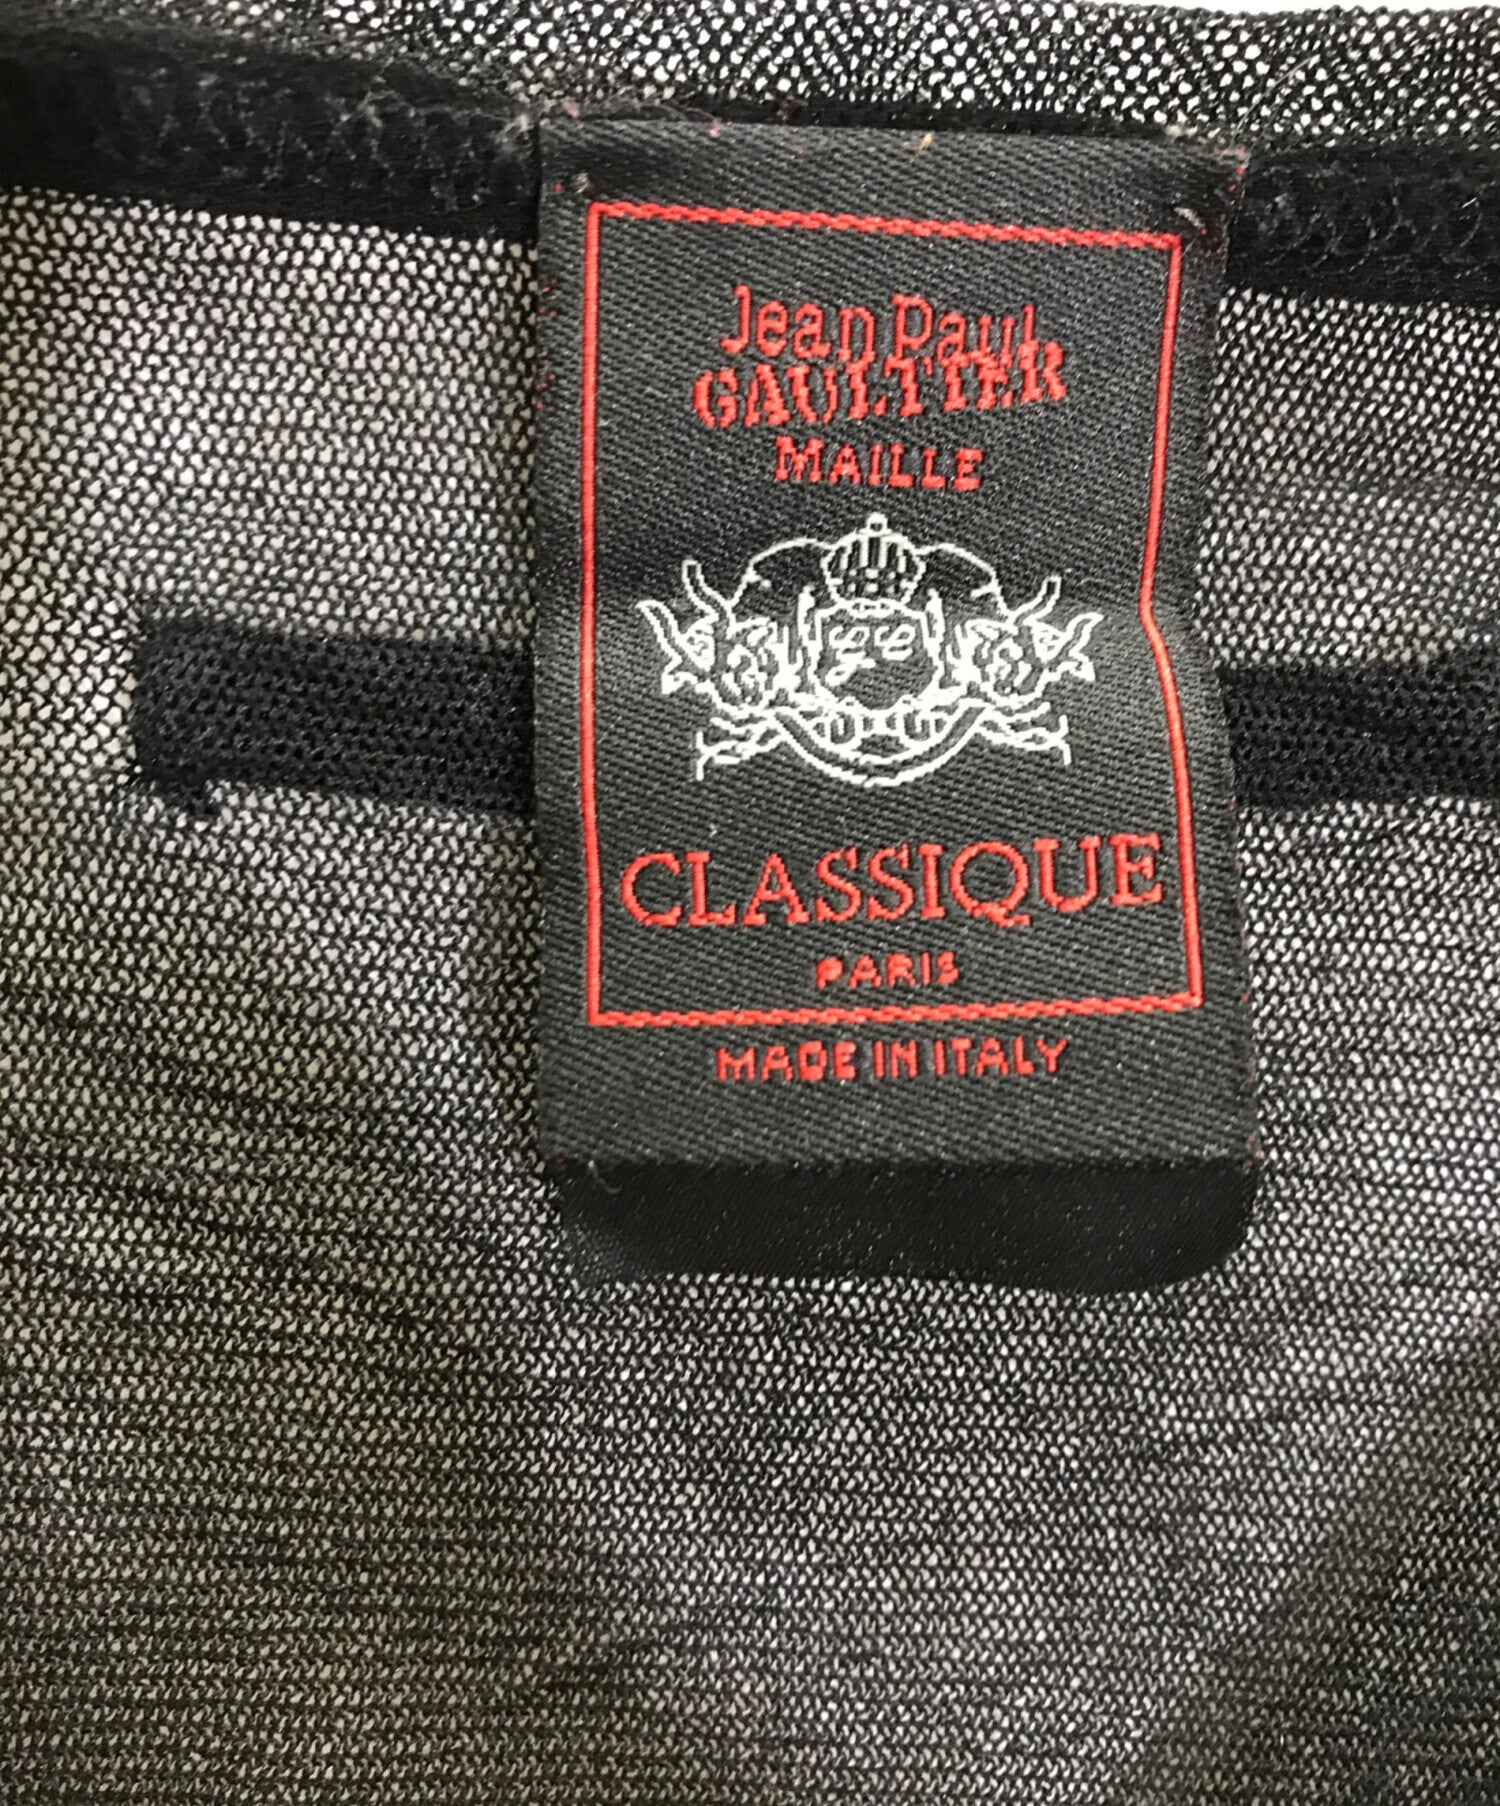 Jean Paul
GAULTIER
MAILLE
CLASSIQUE
PARIS
MADE IN ITALY